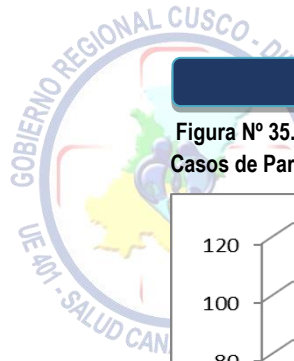 GOBIERNO REGIONAL CUSCO
Figura Nº 35.
Casos de Par
UE 401 - SALUD CAN
120
100
80